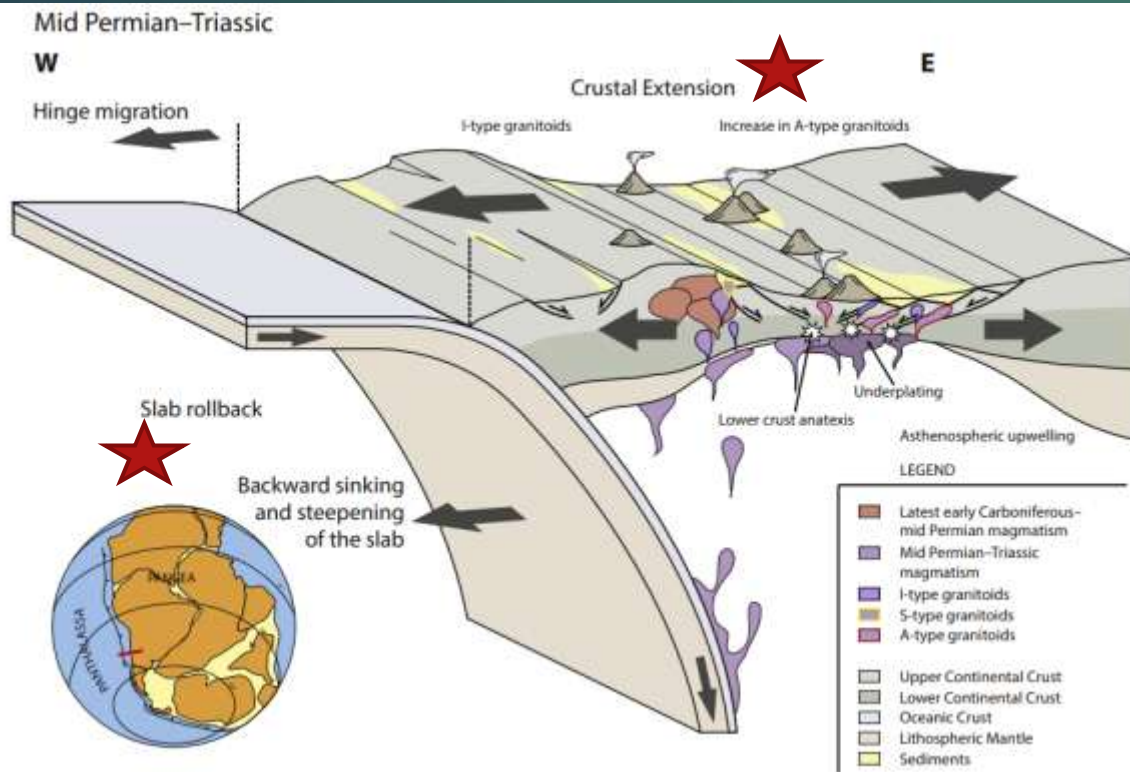 Mid Permian–Triassic
W
E
Hinge migration
Crustal Extension
I-type granitoids
Increase in A-type granitoids
Slab rollback
Backward sinking
and steepening
of the slab
Underplating
Lower crust anatexis
Asthenospheric upwelling
LEGEND
Latest early Carboniferous–
mid Permian magmatism
Mid Permian–Triassic
magmatism
I-type granitoids
S-type granitoids
A-type granitoids
Upper Continental Crust
Lower Continental Crust
Oceanic Crust
Lithospheric Mantle
Sediments
PANGEA
PANTHALASSA